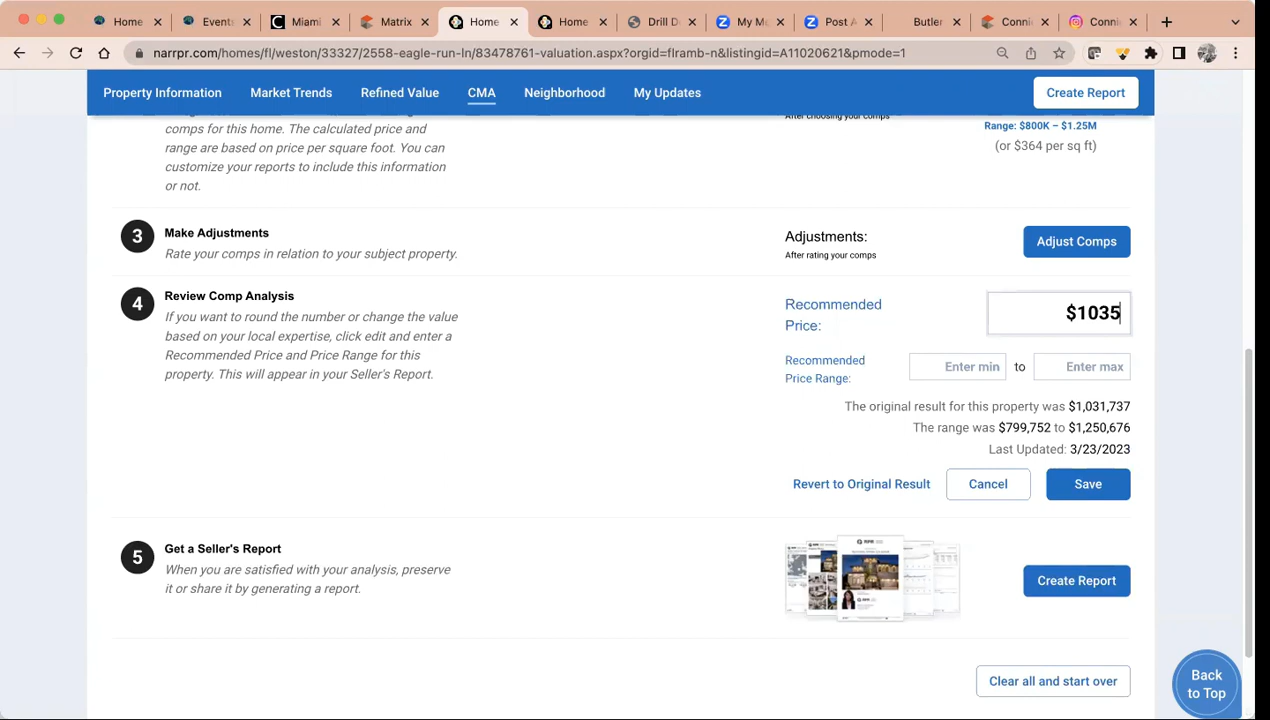 Home
Events
Miami
Matrix
Home
Home
Drill D
My M
Post A
Butler
Connie
Connie
narrpr.com/homes/fl/weston/33327/2558-eagle-run-ln/83478761-valuation.aspx?orgid=flramb-n&listingid=A11020621&pmode=1
Property Information
Market Trends
Refined Value
CMA
Neighborhood
My Updates
Create Report
comps for this home. The calculated price and
range are based on price per square foot. You can
customize your reports to include this information
or not.
After choosing your comps
Range: $800K – $1.25M
(or $364 per sq ft)
3
Make Adjustments
Rate your comps in relation to your subject property.
Adjustments:
After rating your comps
Adjust Comps
4
Review Comp Analysis
If you want to round the number or change the value
based on your local expertise, click edit and enter a
Recommended Price and Price Range for this
property. This will appear in your Seller's Report.
Recommended
Price:
$1035
Recommended
Price Range:
Enter min
to
Enter max
The original result for this property was $1,031,737
The range was $799,752 to $1,250,676
Last Updated: 3/23/2023
Revert to Original Result
Cancel
Save
5
Get a Seller's Report
When you are satisfied with your analysis, preserve
it or share it by generating a report.
Create Report
Clear all and start over
Back
to Top